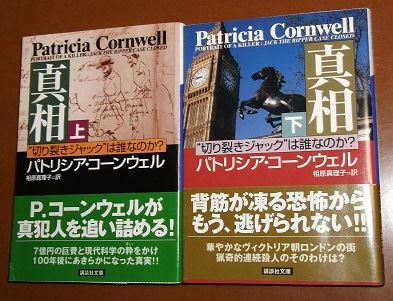 Patricia Cornwell
PORTRAIT OF A KILLER : JACK THE RIPPER CASE CLOSED
真相
上
"切り裂きジャック"は誰なのか?
パトリシア・コーンウェル
相原真理子=訳
P.コーンウェルが
真犯人を追い詰める!
7億円の巨費と現代科学の粋をかけ
100年後にあきらかになった真実!!
講談社文庫
Patricia Cornwell
PORTRAIT OF A KILLER : JACK THE RIPPER CASE CLOSED
真相
下
"切り裂きジャック"は誰なのか?
パトリシア・コーンウェル
相原真理子=訳
背筋が凍る恐怖から
もう、逃げられない!!
華やかなヴィクトリア朝ロンドンの街
猟奇的連続殺人のそのわけは?
講談社文庫